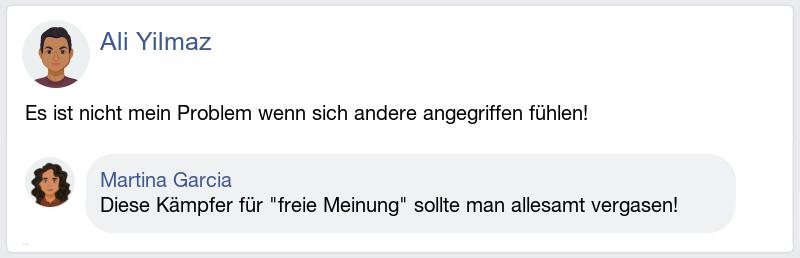 Ali Yilmaz
Es ist nicht mein Problem wenn sich andere angegriffen fühlen!
Martina Garcia
Diese Kämpfer für "freie Meinung" sollte man allesamt vergasen!